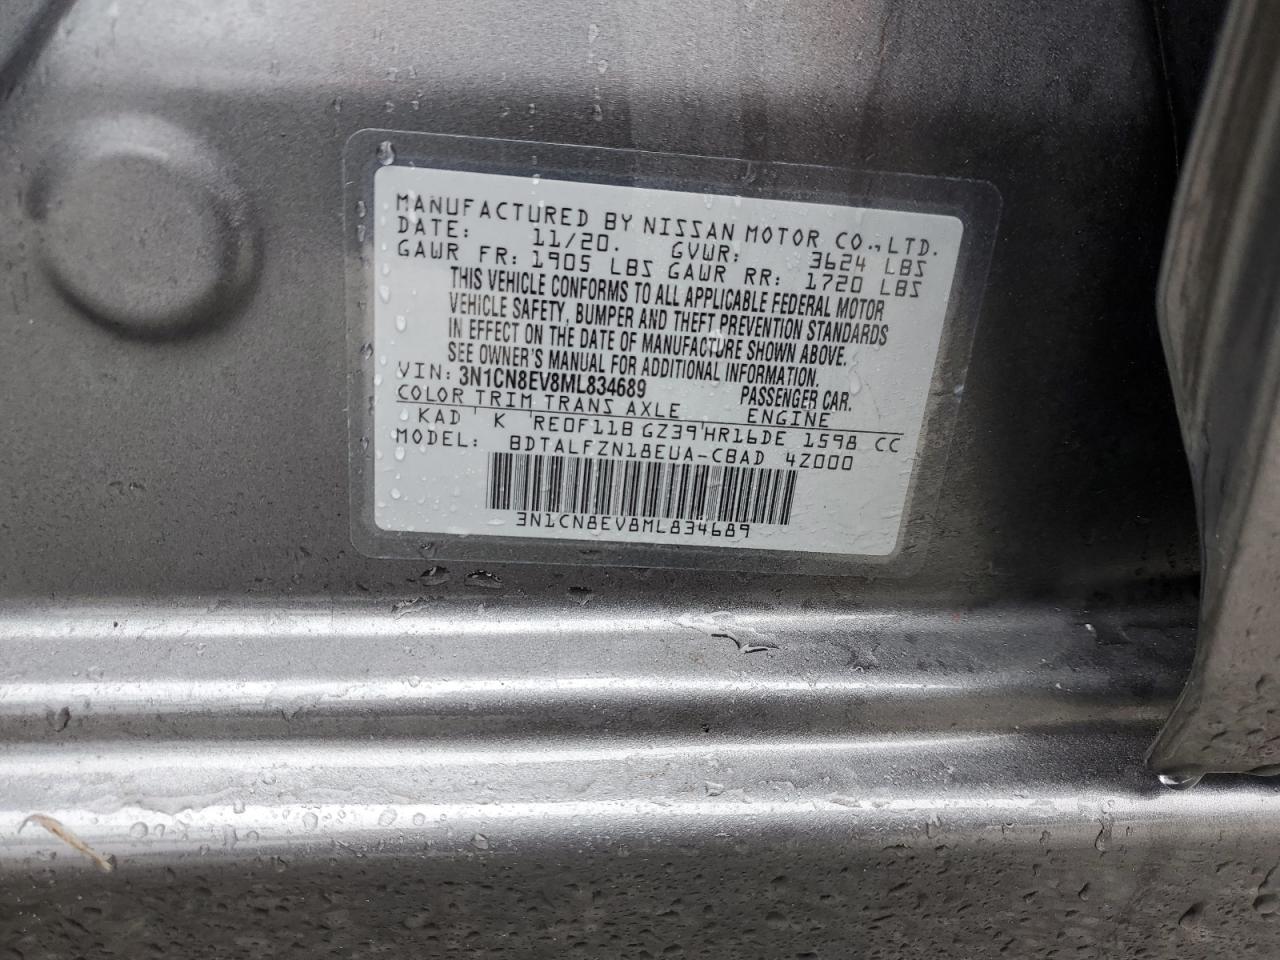 MANUFACTURED BY NISSAN MOTOR CO.,LTD.
DATE: 11/20. GVWR: 3624 LBS
GAWR FR: 1905 LBS GAWR RR: 1720 LBS
THIS VEHICLE CONFORMS TO ALL APPLICABLE FEDERAL MOTOR
VEHICLE SAFETY, BUMPER AND THEFT PREVENTION STANDARDS
IN EFFECT ON THE DATE OF MANUFACTURE SHOWN ABOVE.
SEE OWNER'S MANUAL FOR ADDITIONAL INFORMATION.
VIN: 3N1CN8EV8ML834689 PASSENGER CAR.
COLOR TRIM TRANS AXLE ENGINE
KAD K RE0F11B GZ39 HR16DE 1598 CC
MODEL: BDTALFZN18EUA-CBAD 4Z000
3N1CN8EV8ML834689